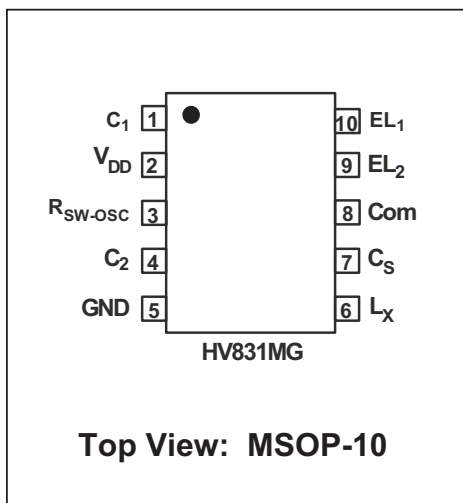 C1 1 10 EL1
VDD 2 9 EL2
RSW-OSC 3 8 Com
C2 4 7 CS
GND 5 6 LX
HV831MG
Top View: MSOP-10